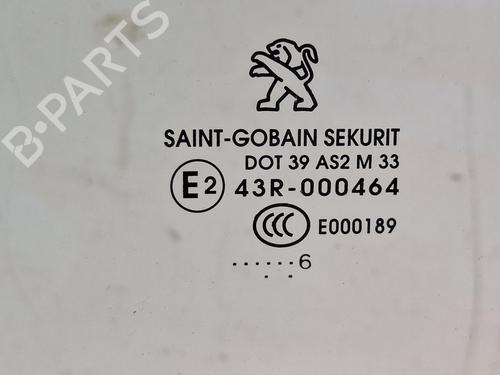 B-PARTS
SAINT-GOBAIN SEKURIT
DOT 39 AS2 M 33
E2 43R-000464
CCC E000189
......6
. . .